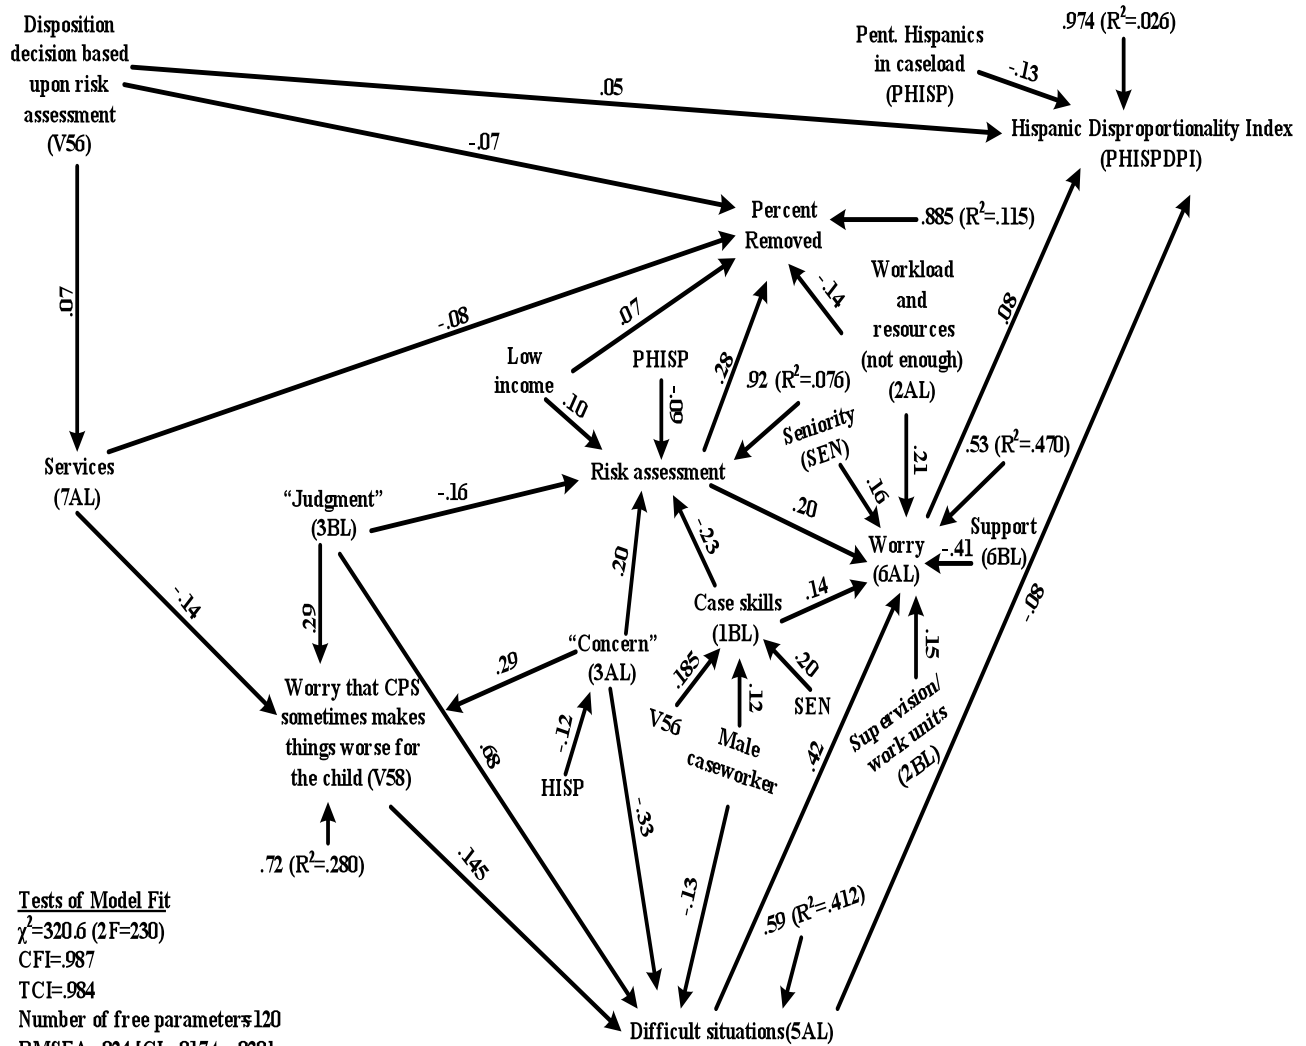 Disposition
decision based
upon risk
assessment
(V56)
.974 (R²=.026)
Pent. Hispanics
in caseload
(PHISP)
-.13
.05
Hispanic Disproportionality Index
(PHISPDPI)
-.07
Percent
Removed
.885 (R²=.115)
Workload
and
resources
(not enough)
(2AL)
-.14
.07
-.08
.07
.08
Low
income
PHISP
.28
.92 (R²=.076)
.10
-.09
Seniority
(SEN)
.21
.53 (R²=.470)
Services
(7AL)
"Judgment"
(3BL)
-.16
Risk assessment
.16
.20
Worry
(6AL)
-.41
Support
(6BL)
-.23
.20
Case skills
(1BL)
.14
-.14
.29
"Concern"
(3AL)
.29
.185
.12
.20
SEN
.15
-.08
Worry that CPS
sometimes makes
things worse for
the child (V58)
-.12
HISP
V56
Male
caseworker
Supervision/
work units
(2BL)
.68
.42
-.33
.72 (R²=.280)
.145
-.13
.59 (R²=.412)
Tests of Model Fit
χ²=320.6 (2F=230)
CFI=.987
TCI=.984
Number of free parameters=120
Difficult situations(5AL)